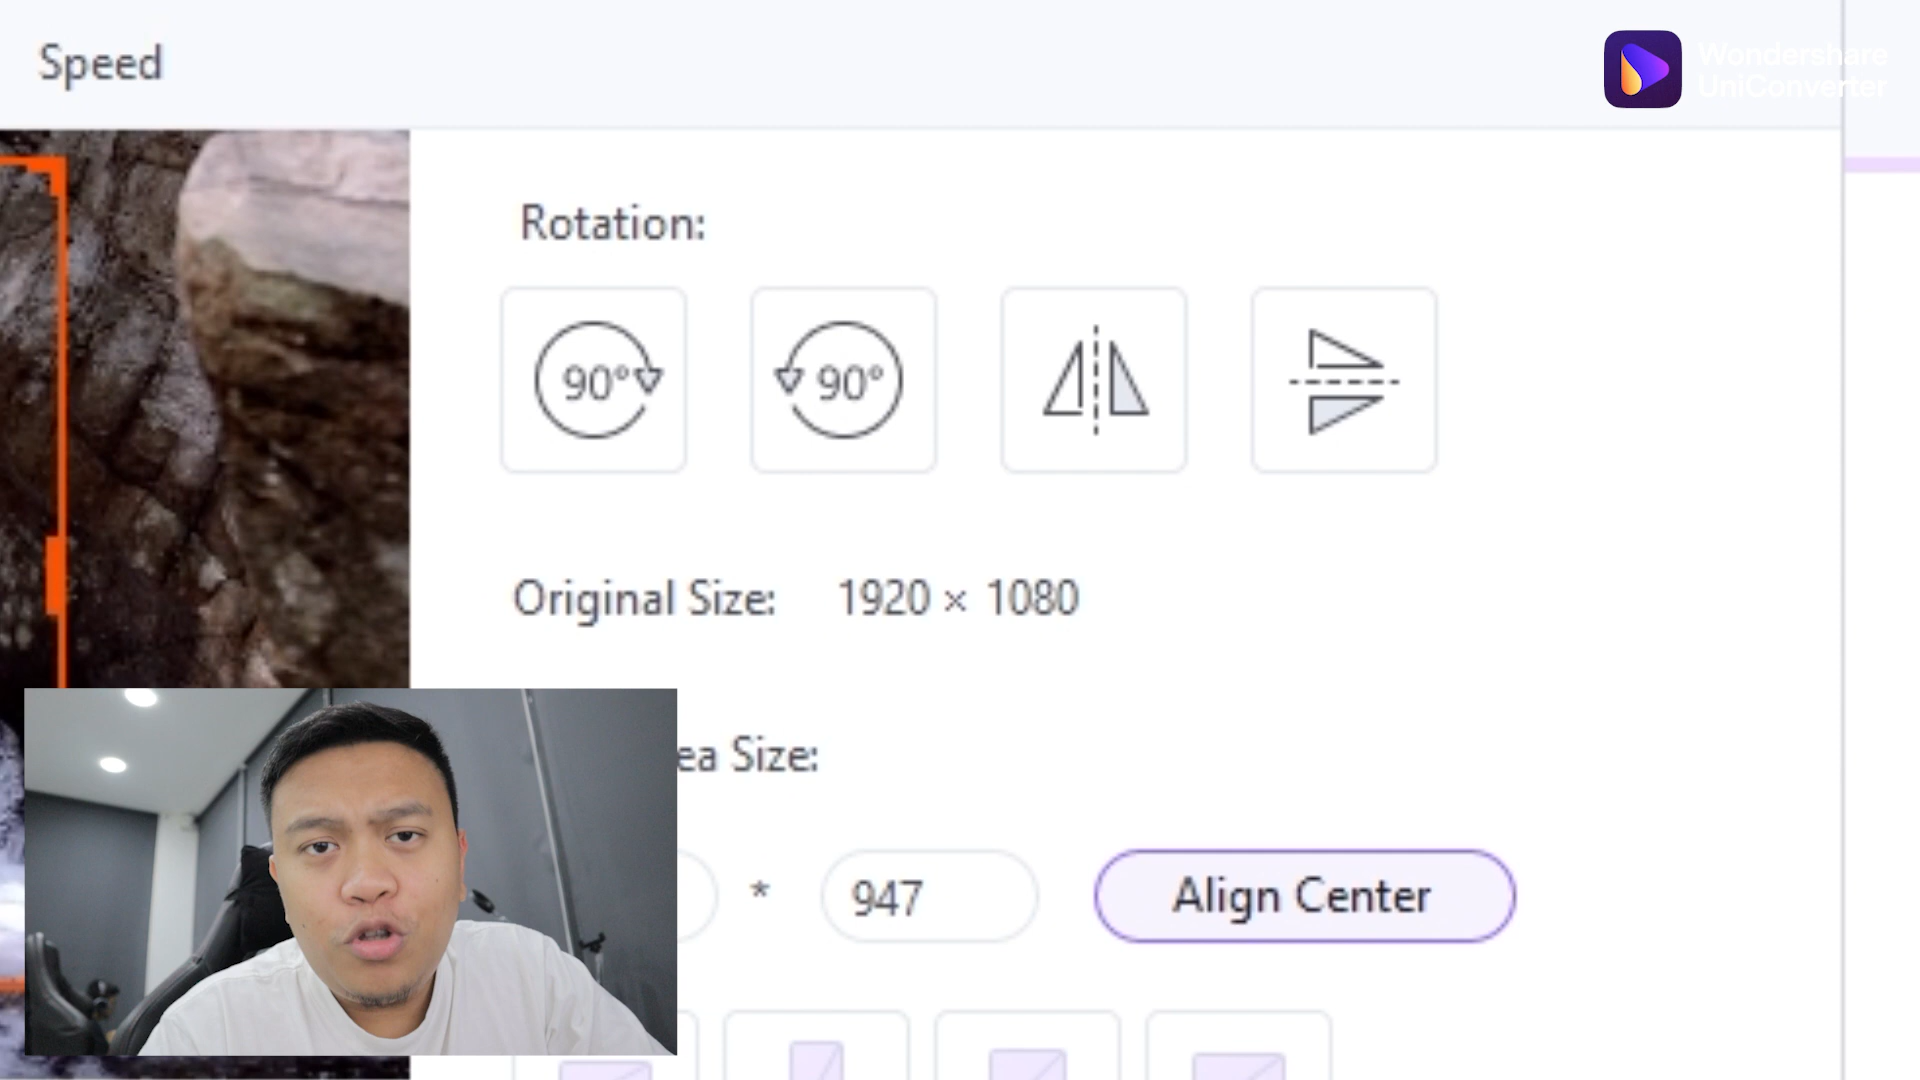 Speed
Wondershare
UniConverter
Rotation:
90°
90°
Original Size: 1920 × 1080
ea Size:
* 947
Align Center